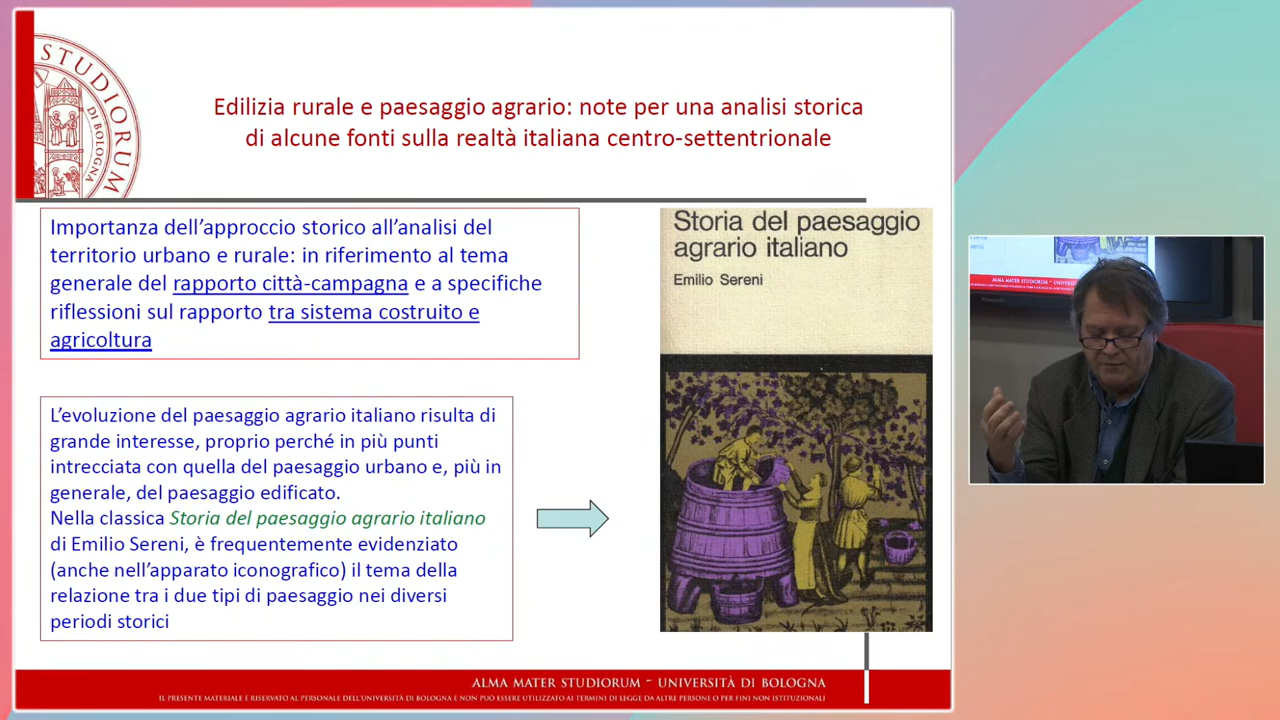 STUDIORUM
DI BOLOGNA
Edilizia rurale e paesaggio agrario: note per una analisi storica
di alcune fonti sulla realtà italiana centro-settentrionale
Importanza dell’approccio storico all’analisi del
territorio urbano e rurale: in riferimento al tema
generale del rapporto città-campagna e a specifiche
riflessioni sul rapporto tra sistema costruito e
agricoltura
L’evoluzione del paesaggio agrario italiano risulta di
grande interesse, proprio perché in più punti
intrecciata con quella del paesaggio urbano e, più in
generale, del paesaggio edificato.
Nella classica Storia del paesaggio agrario italiano
di Emilio Sereni, è frequentemente evidenziato
(anche nell’apparato iconografico) il tema della
relazione tra i due tipi di paesaggio nei diversi
periodi storici
Storia del paesaggio
agrario italiano
Emilio Sereni
ALMA MATER STUDIORUM ~ UNIVERSITÀ DI BOLOGNA
IL PRESENTE MATERIALE È RISERVATO AL PERSONALE DELL’UNIVERSITÀ DI BOLOGNA E NON PUÒ ESSERE UTILIZZATO AI TERMINI DI LEGGE DA ALTRE PERSONE O PER FINI NON ISTITUZIONALI